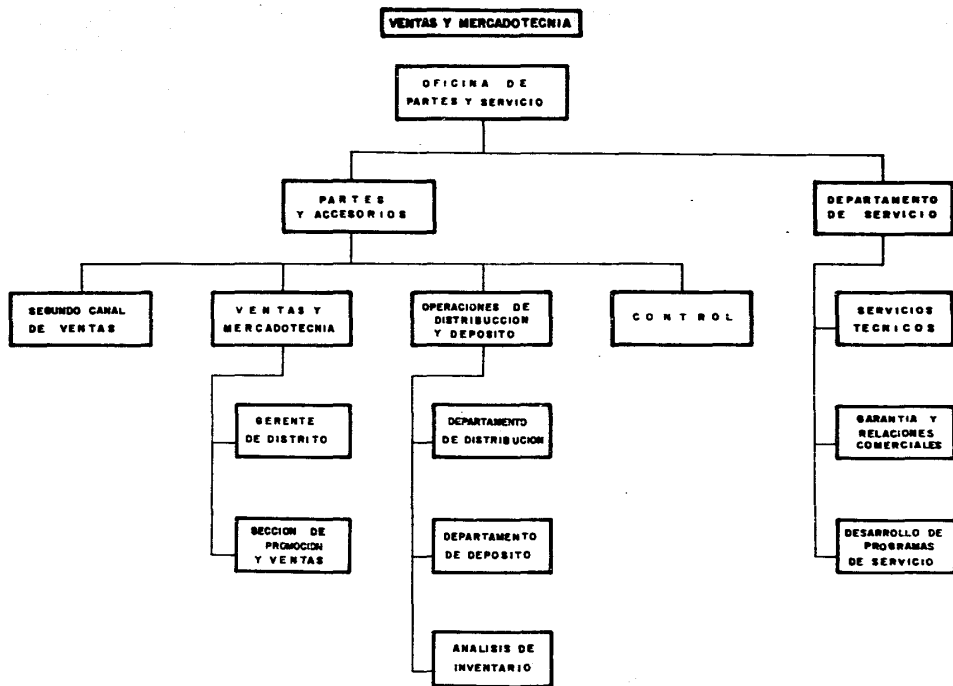 VENTAS Y MERCADOTECNIA
OFICINA DE
PARTES Y SERVICIO
PARTES
Y ACCESORIOS
DEPARTAMENTO
DE SERVICIO
SEGUNDO CANAL
DE VENTAS
VENTAS Y
MERCADOTECNIA
OPERACIONES DE
DISTRIBUCCION
Y DEPOSITO
CONTROL
SERVICIOS
TECNICOS
GERENTE
DE DISTRITO
DEPARTAMENTO
DE DISTRIBUCION
GARANTIA Y
RELACIONES
COMERCIALES
SECCION DE
PROMOCION
Y VENTAS
DEPARTAMENTO
DE DEPOSITO
DESARROLLO DE
PROGRAMAS
DE SERVICIO
ANALISIS DE
INVENTARIO